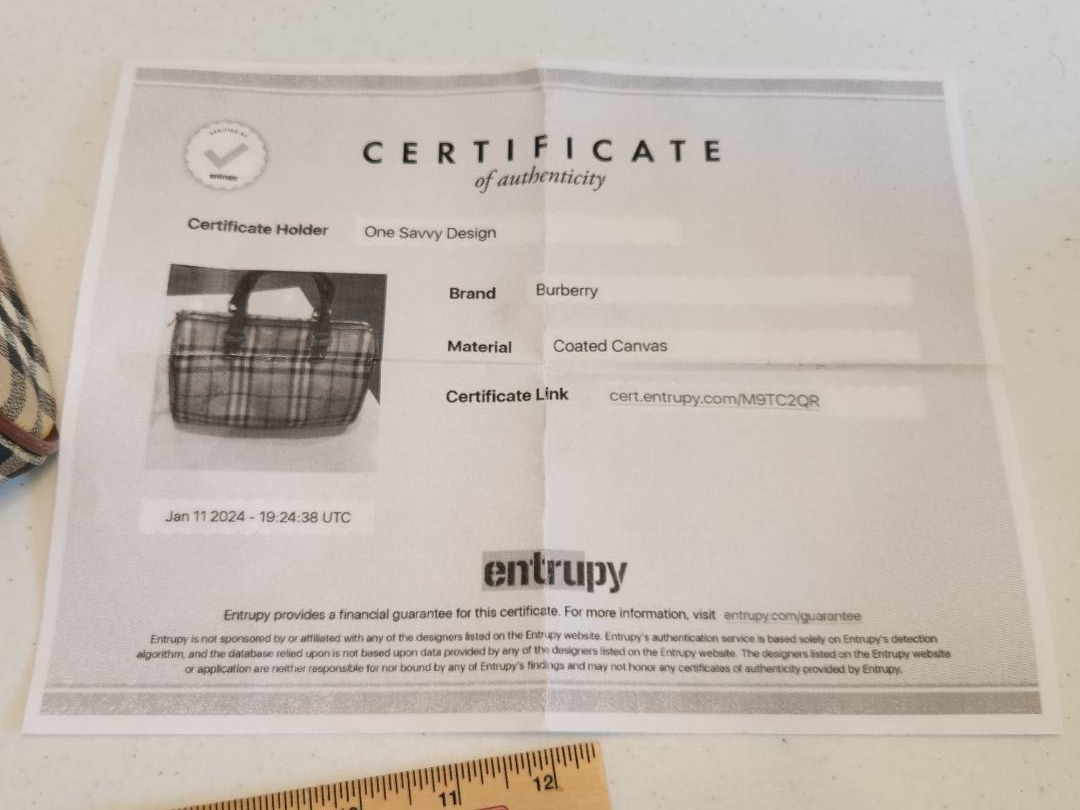 CERTIFIED BY
entrupy
CERTIFICATE
of authenticity
Certificate Holder One Savvy Design
Brand Burberry
Material Coated Canvas
Certificate Link cert.entrupy.com/M9TC2QR
Jan 11 2024 - 19:24:38 UTC
entrupy
Entrupy provides a financial guarantee for this certificate. For more information, visit entrupy.com/guarantee
Entrupy is not sponsored by or affiliated with any of the designers listed on the Entrupy website. Entrupy's authentication service is based solely on Entrupy's detection
algorithm, and the database relied upon is not based upon data provided by any of the designers listed on the Entrupy website. The designers listed on the Entrupy website
or application are neither responsible for nor bound by any of Entrupy's findings and may not honor any certificates of authenticity provided by Entrupy.
11 12